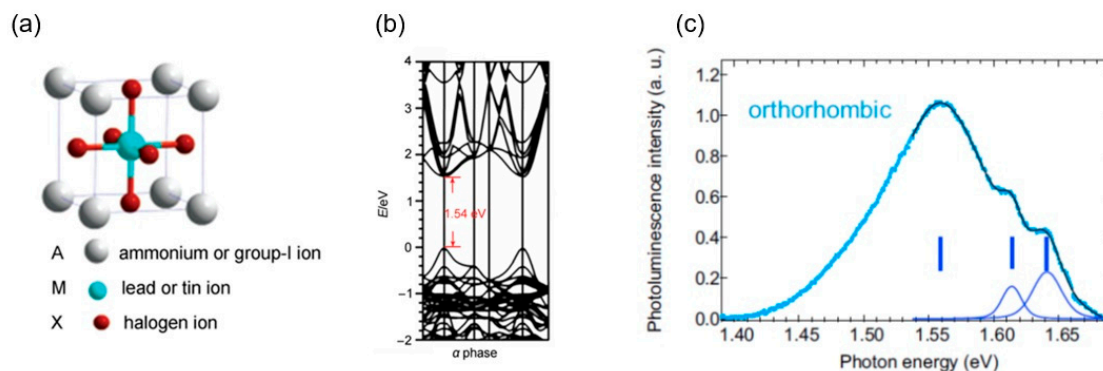 (a)
A ammonium or group-I ion
M lead or tin ion
X halogen ion
(b)
4
3
2
1
0
−1
−2
E/eV
1.54 eV
α phase
(c)
Photoluminescence intensity (a. u.)
1.2
1.0
0.8
0.6
0.4
0.2
0.0
orthorhombic
1.40 1.45 1.50 1.55 1.60 1.65
Photon energy (eV)